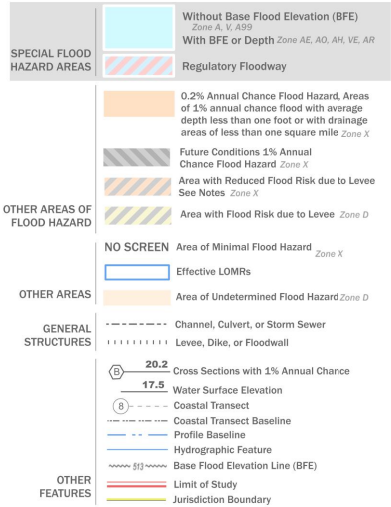 SPECIAL FLOOD
HAZARD AREAS
Without Base Flood Elevation (BFE)
Zone A, V, A99
With BFE or Depth Zone AE, AO, AH, VE, AR
Regulatory Floodway
OTHER AREAS OF
FLOOD HAZARD
0.2% Annual Chance Flood Hazard, Areas
of 1% annual chance flood with average
depth less than one foot or with drainage
areas of less than one square mile Zone X
Future Conditions 1% Annual
Chance Flood Hazard Zone X
Area with Reduced Flood Risk due to Levee
See Notes Zone X
Area with Flood Risk due to Levee Zone D
OTHER AREAS
NO SCREEN Area of Minimal Flood Hazard Zone X
Effective LOMRs
Area of Undetermined Flood Hazard Zone D
GENERAL
STRUCTURES
Channel, Culvert, or Storm Sewer
Levee, Dike, or Floodwall
OTHER
FEATURES
B 20.2 Cross Sections with 1% Annual Chance
17.5 Water Surface Elevation
8 Coastal Transect
Coastal Transect Baseline
Profile Baseline
Hydrographic Feature
513 Base Flood Elevation Line (BFE)
Limit of Study
Jurisdiction Boundary